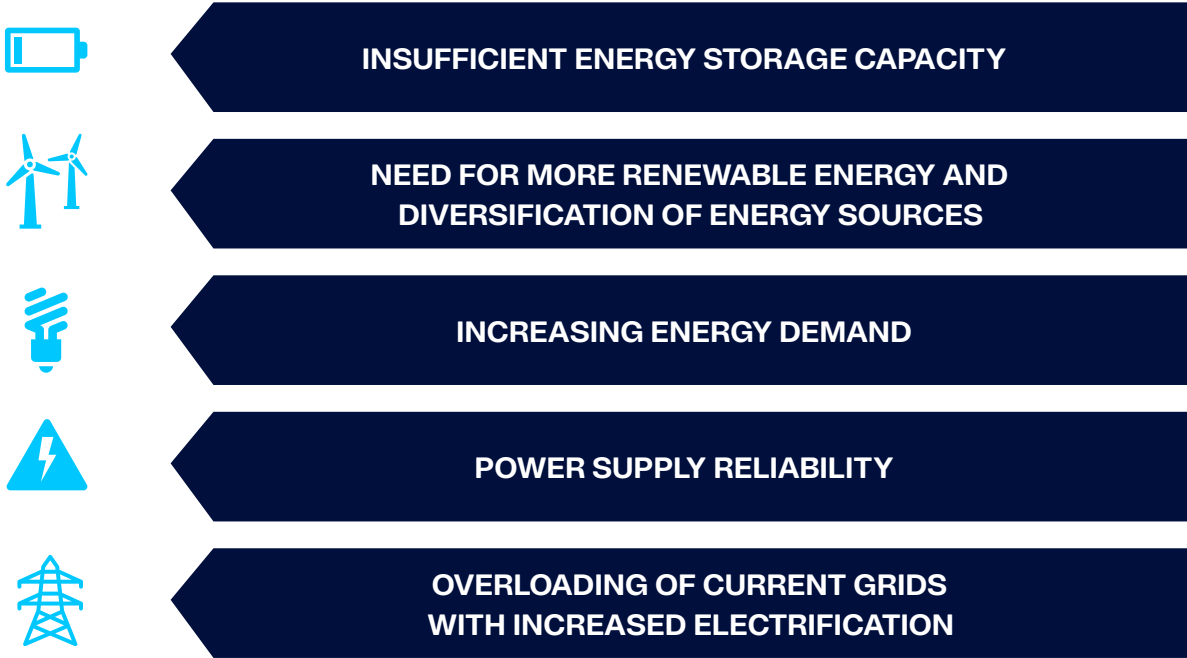 INSUFFICIENT ENERGY STORAGE CAPACITY
NEED FOR MORE RENEWABLE ENERGY AND
DIVERSIFICATION OF ENERGY SOURCES
INCREASING ENERGY DEMAND
POWER SUPPLY RELIABILITY
OVERLOADING OF CURRENT GRIDS
WITH INCREASED ELECTRIFICATION